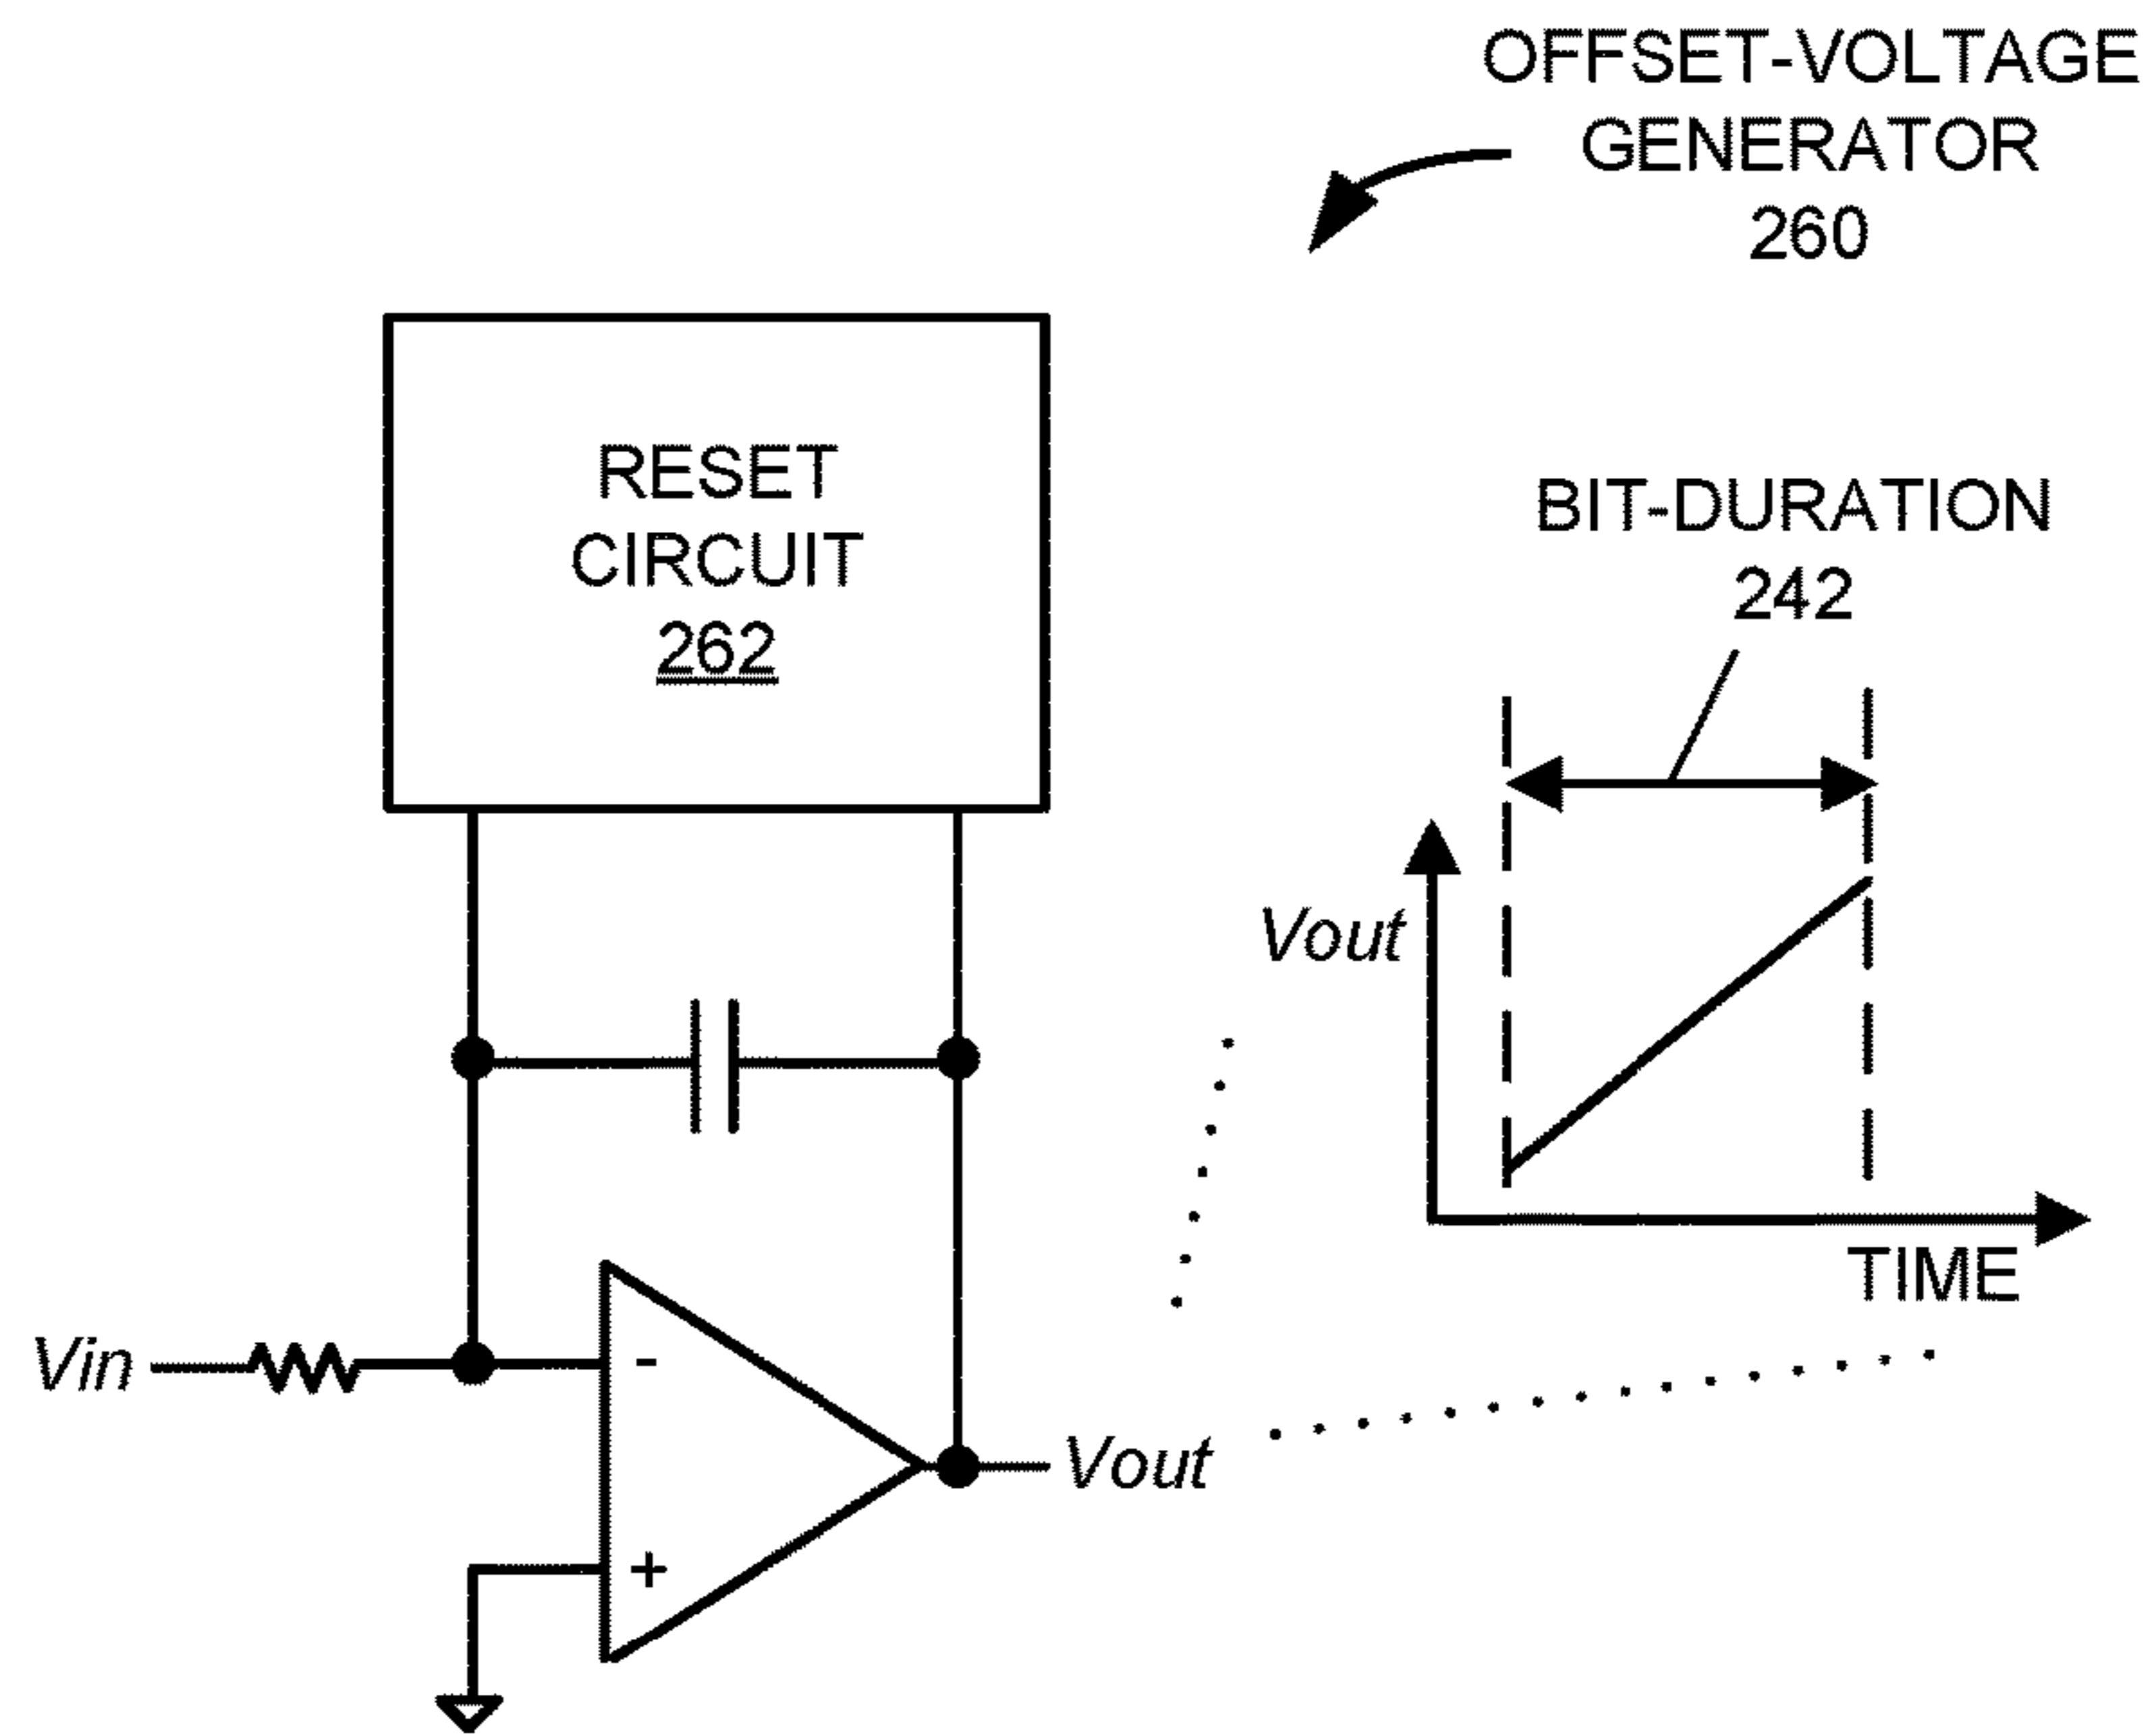 OFFSET-VOLTAGE
GENERATOR
260
RESET
CIRCUIT
262
BIT-DURATION
242
Vout
TIME
Vin
-
Vout
+